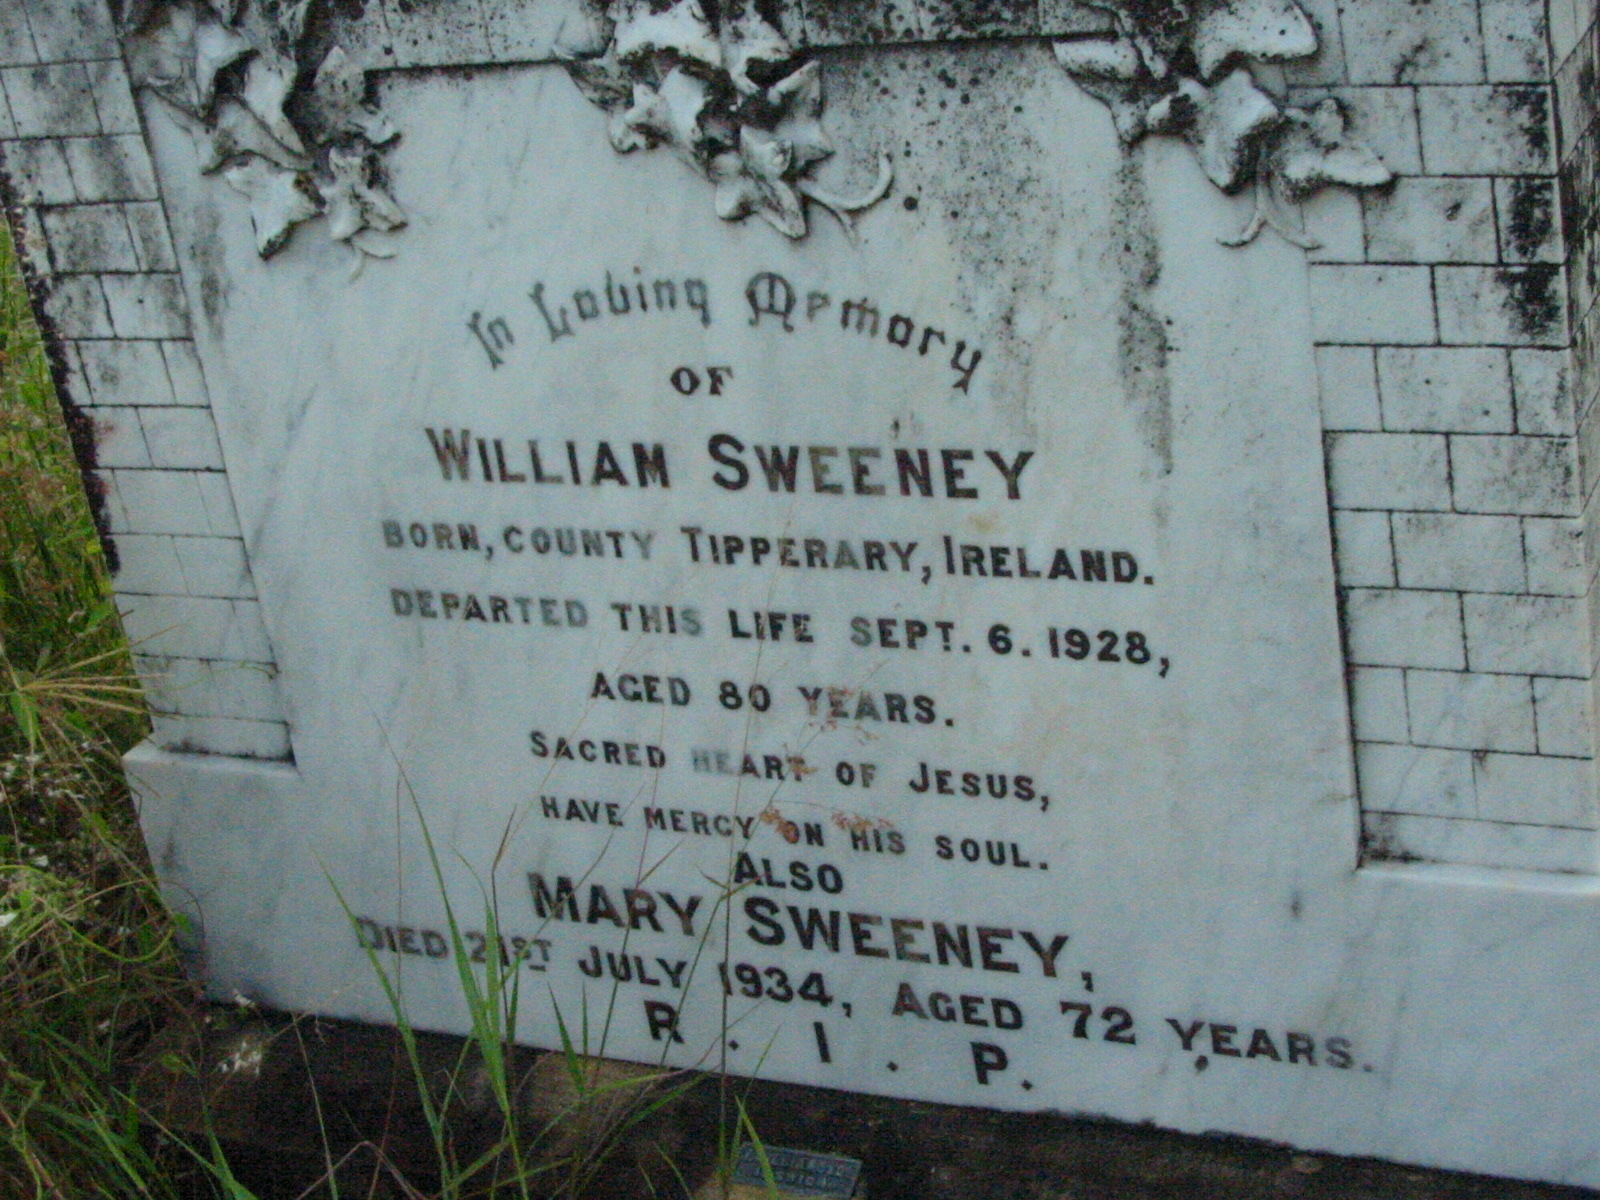 In Loving Memory
OF
WILLIAM SWEENEY
BORN, COUNTY TIPPERARY, IRELAND.
DEPARTED THIS LIFE SEPT. 6. 1928,
AGED 80 YEARS.
SACRED HEART OF JESUS,
HAVE MERCY ON HIS SOUL.
ALSO
MARY SWEENEY,
DIED 21ST JULY 1934, AGED 72 YEARS.
R. I. P.